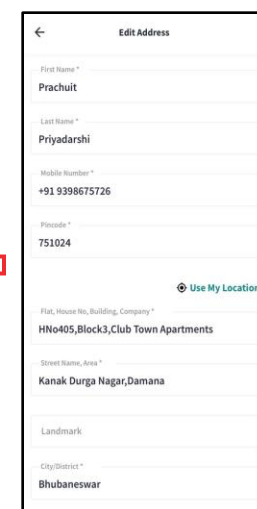 Edit Address
First Name *
Prachuit
Last Name *
Priyadarshi
Mobile Number *
+91 9398675726
Pincode *
751024
Use My Location
Flat, House No, Building, Company *
HNo405,Block3,Club Town Apartments
Street Name, Area *
Kanak Durga Nagar,Damana
Landmark
City/District *
Bhubaneswar